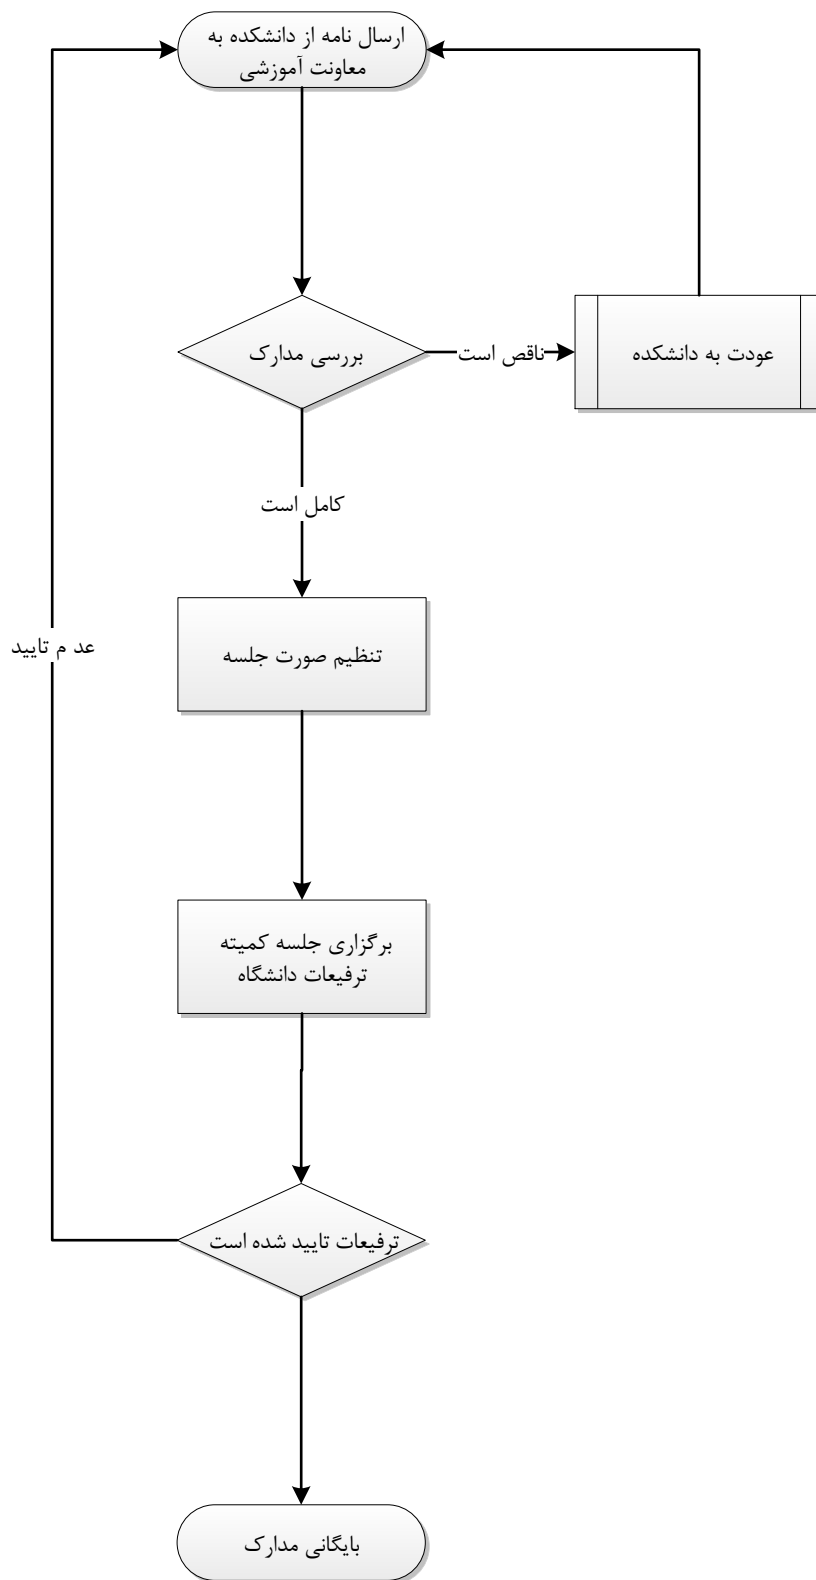 ارسال نامه از دانشکده به
معاونت آموزشی
بررسی مدارک
ناقص است
عودت به دانشکده
کامل است
تنظیم صورت جلسه
عد م تایید
برگزاری جلسه کمیته
ترفیعات دانشگاه
ترفیعات تایید شده است
بایگانی مدارک